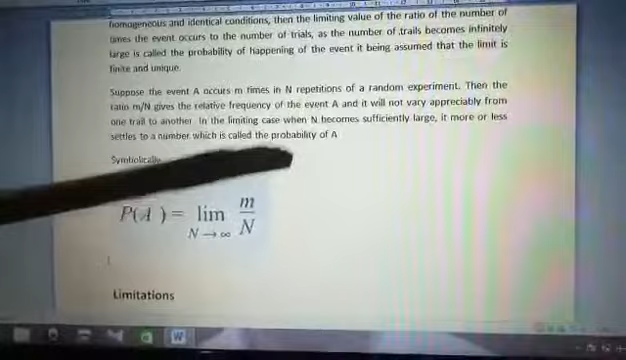 homogeneous and identical conditions, then the limiting value of the ratio of the number of
times the event occurs to the number of trials, as the number of trails becomes infinitely
large is called the probability of happening of the event it being assumed that the limit is
finite and unique.
Suppose the event A occurs m times in N repetitions of a random experiment. Then the
ratio m/N gives the relative frequency of the event A and it will not vary appreciably from
one trail to another. In the limiting case when N becomes sufficiently large, it more or less
settles to a number which is called the probability of A
Symbolically
P(A) = lim m/N
N→∞
Limitations